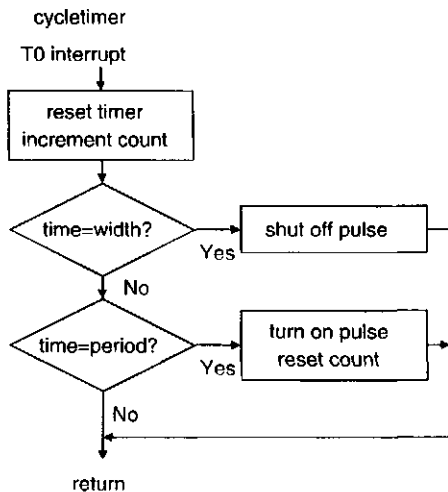 cycletimer
T0 interrupt
reset timer
increment count
time=width?
Yes
shut off pulse
No
time=period?
Yes
turn on pulse
reset count
No
return